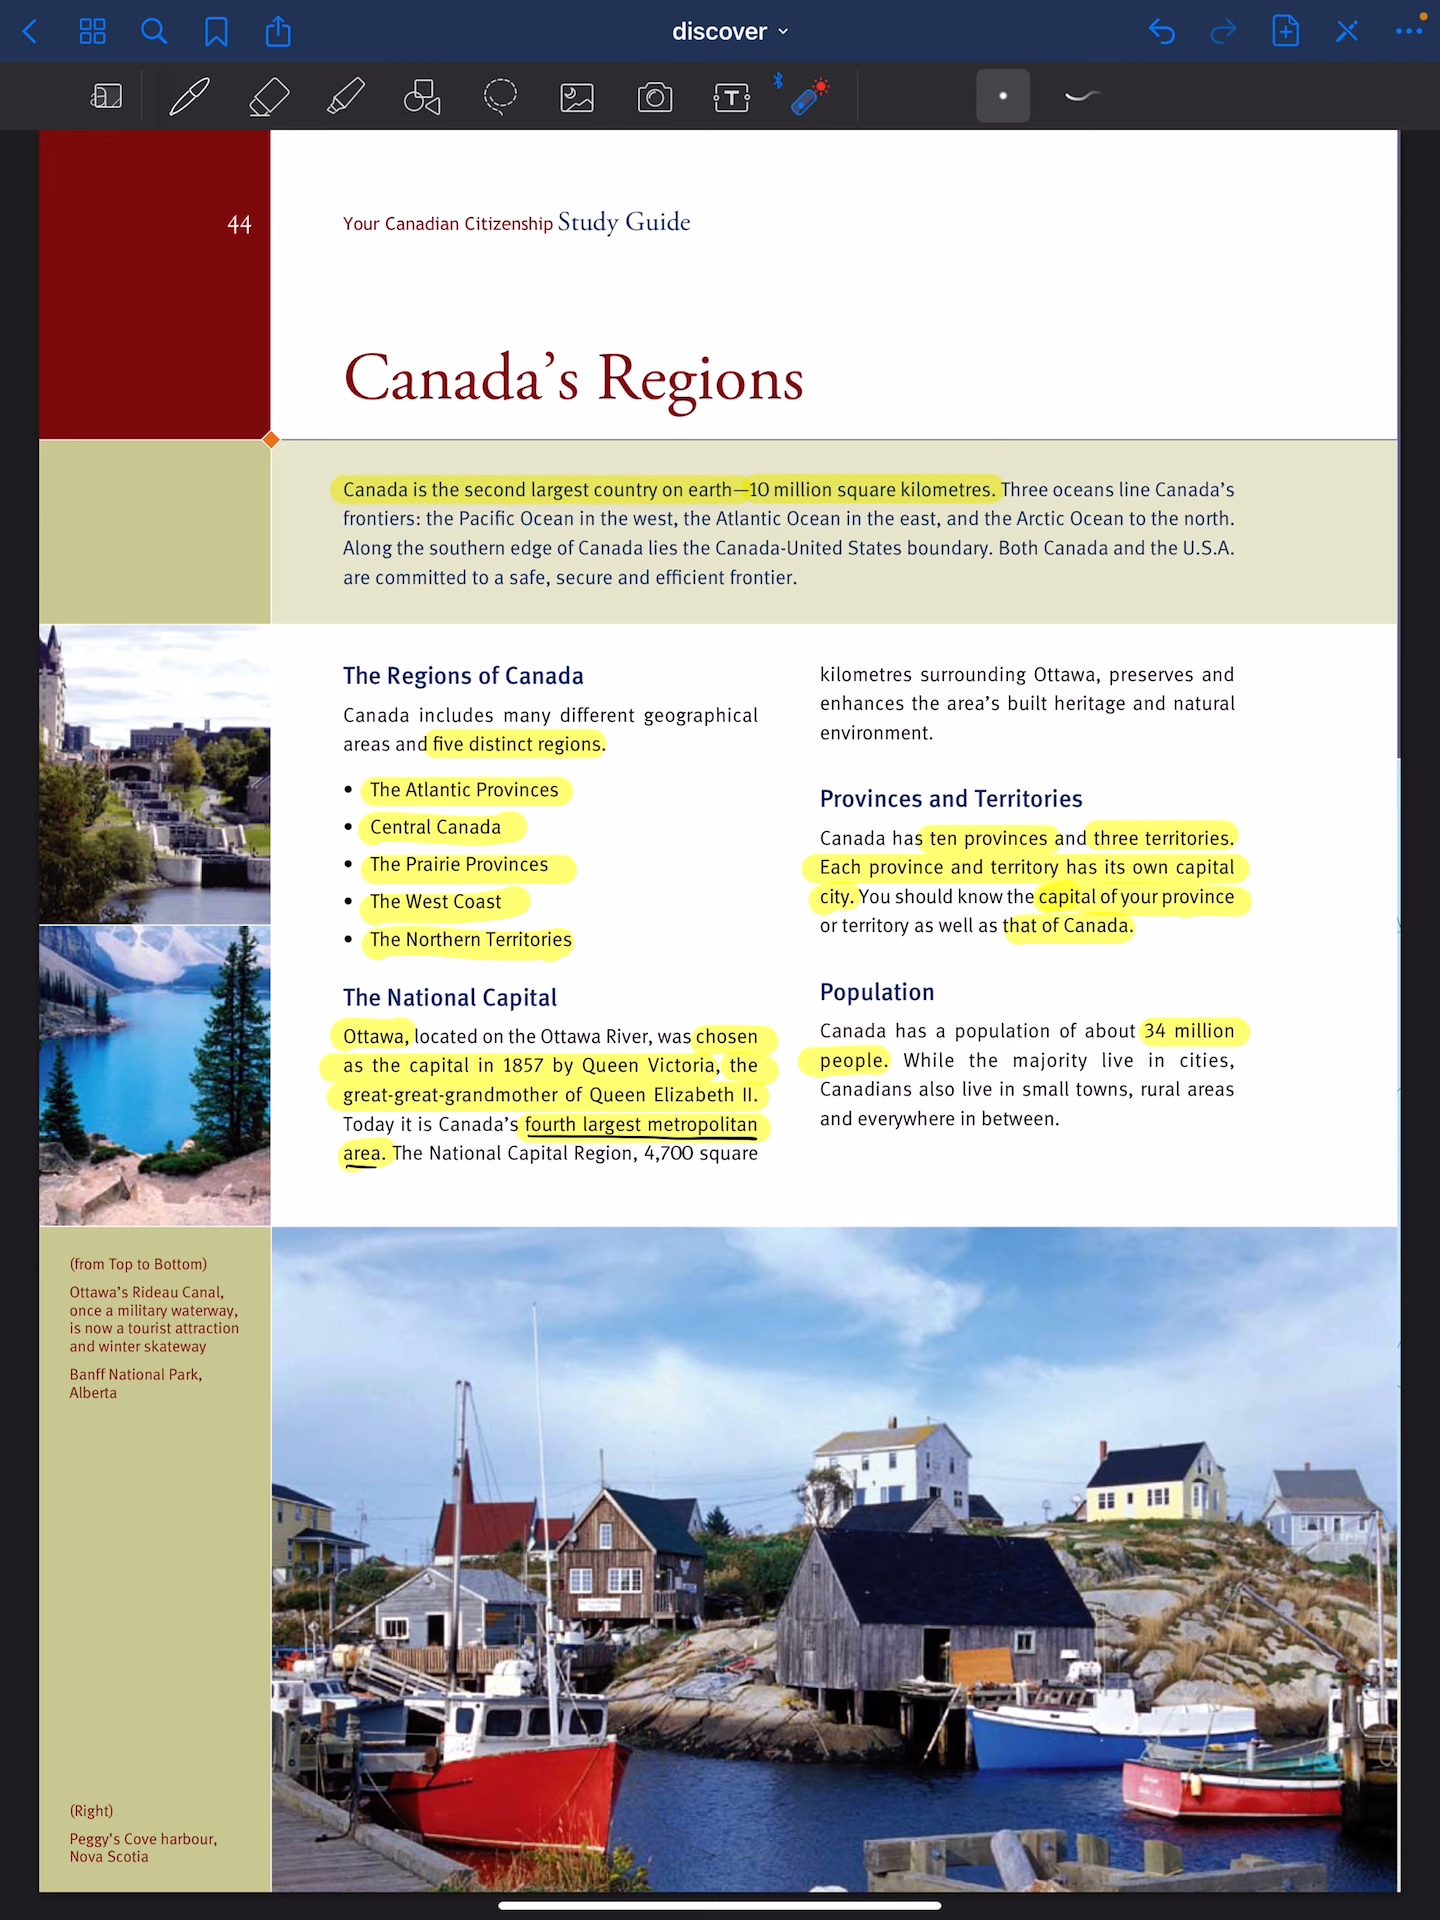 discover
44
Your Canadian Citizenship Study Guide
Canada's Regions
Canada is the second largest country on earth—10 million square kilometres. Three oceans line Canada's
frontiers: the Pacific Ocean in the west, the Atlantic Ocean in the east, and the Arctic Ocean to the north.
Along the southern edge of Canada lies the Canada-United States boundary. Both Canada and the U.S.A.
are committed to a safe, secure and efficient frontier.
The Regions of Canada
Canada includes many different geographical
areas and five distinct regions.
• The Atlantic Provinces
• Central Canada
• The Prairie Provinces
• The West Coast
• The Northern Territories
The National Capital
Ottawa, located on the Ottawa River, was chosen
as the capital in 1857 by Queen Victoria, the
great-great-grandmother of Queen Elizabeth II.
Today it is Canada's fourth largest metropolitan
area. The National Capital Region, 4,700 square
kilometres surrounding Ottawa, preserves and
enhances the area's built heritage and natural
environment.
Provinces and Territories
Canada has ten provinces and three territories.
Each province and territory has its own capital
city. You should know the capital of your province
or territory as well as that of Canada.
Population
Canada has a population of about 34 million
people. While the majority live in cities,
Canadians also live in small towns, rural areas
and everywhere in between.
(from Top to Bottom)
Ottawa's Rideau Canal,
once a military waterway,
is now a tourist attraction
and winter skateway
Banff National Park,
Alberta
(Right)
Peggy's Cove harbour,
Nova Scotia